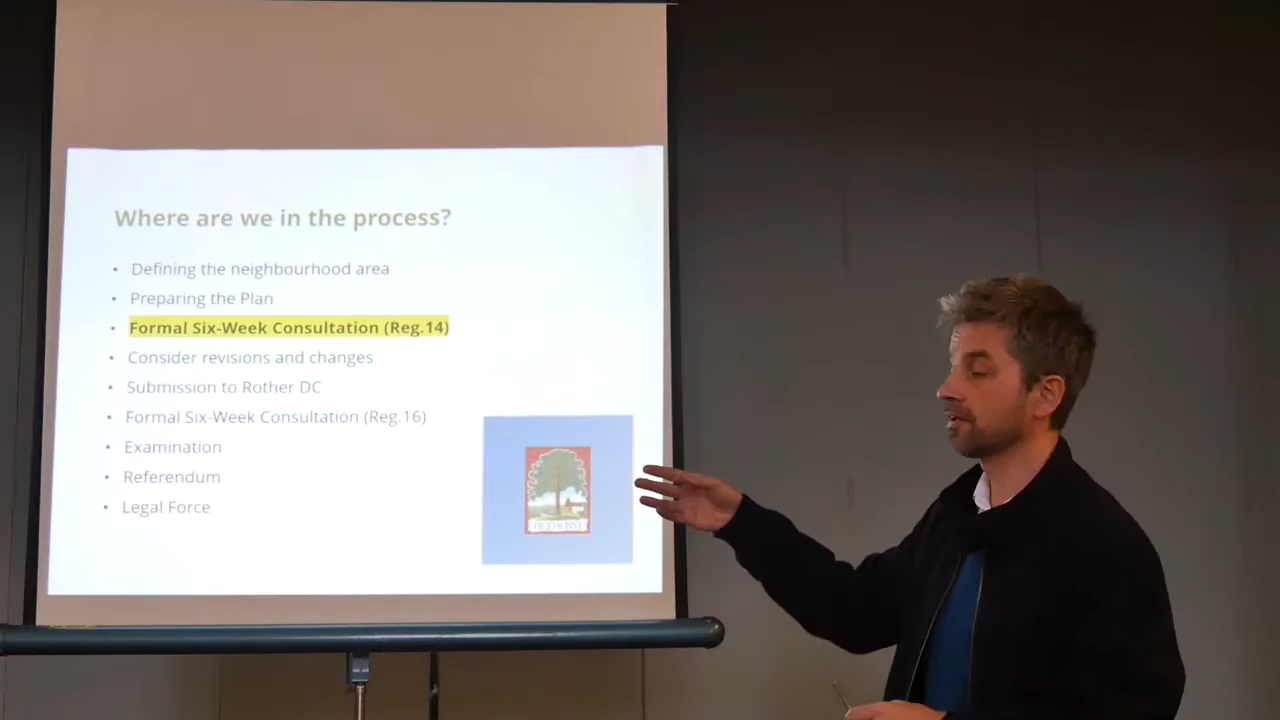 Where are we in the process?
• Defining the neighbourhood area
• Preparing the Plan
• Formal Six-Week Consultation (Reg.14)
• Consider revisions and changes
• Submission to Rother DC
• Formal Six-Week Consultation (Reg.16)
• Examination
• Referendum
• Legal Force
TICEHURST